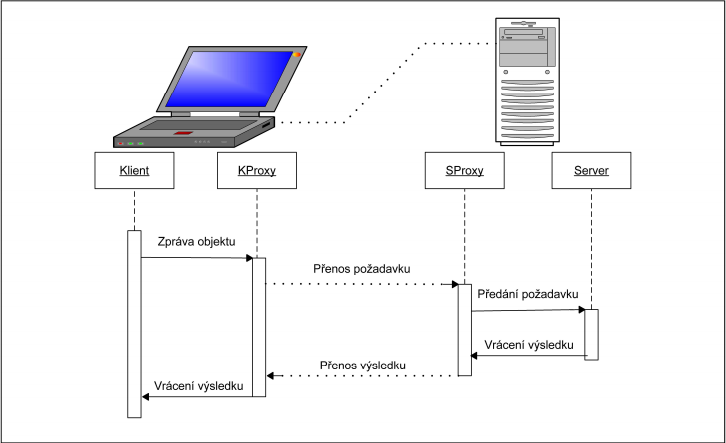 Klient
KProxy
SProxy
Server
Zpráva objektu
Přenos požadavku
Předání požadavku
Vrácení výsledku
Přenos výsledku
Vrácení výsledku